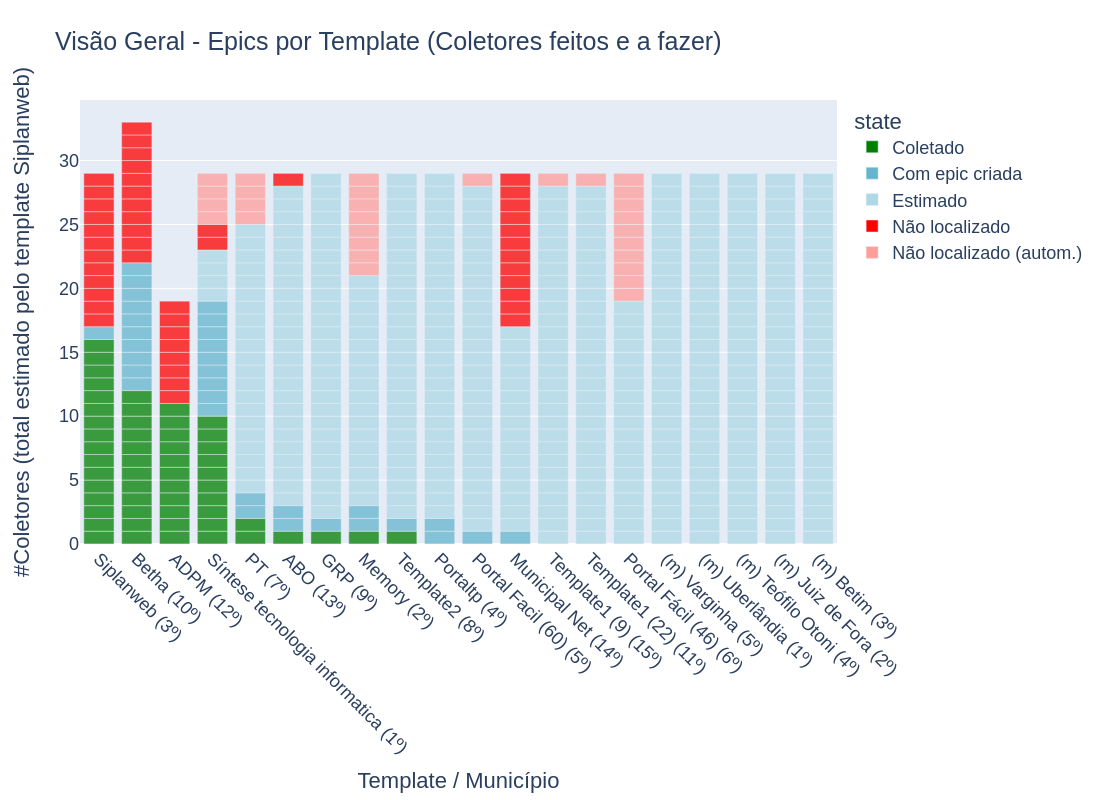 Visão Geral - Epics por Template (Coletores feitos e a fazer)
#Coletores (total estimado pelo template Siplanweb)
30
25
20
15
10
5
0
Siplanweb (3º)
Betha (10º)
ADPM (12º)
Síntese tecnologia informatica (1º)
PT (7º)
ABO (13º)
GRP (9º)
Memory (2º)
Template2 (8º)
Portaltp (4º)
Portal Facil (60) (5º)
Municipal Net (14º)
Template1 (9) (15º)
Template1 (22) (11º)
Portal Fácil (46) (6º)
(m) Varginha (5º)
(m) Uberlândia (1º)
(m) Teófilo Otoni (4º)
(m) Juiz de Fora (2º)
(m) Betim (3º)
Template / Município
state
Coletado
Com epic criada
Estimado
Não localizado
Não localizado (autom.)